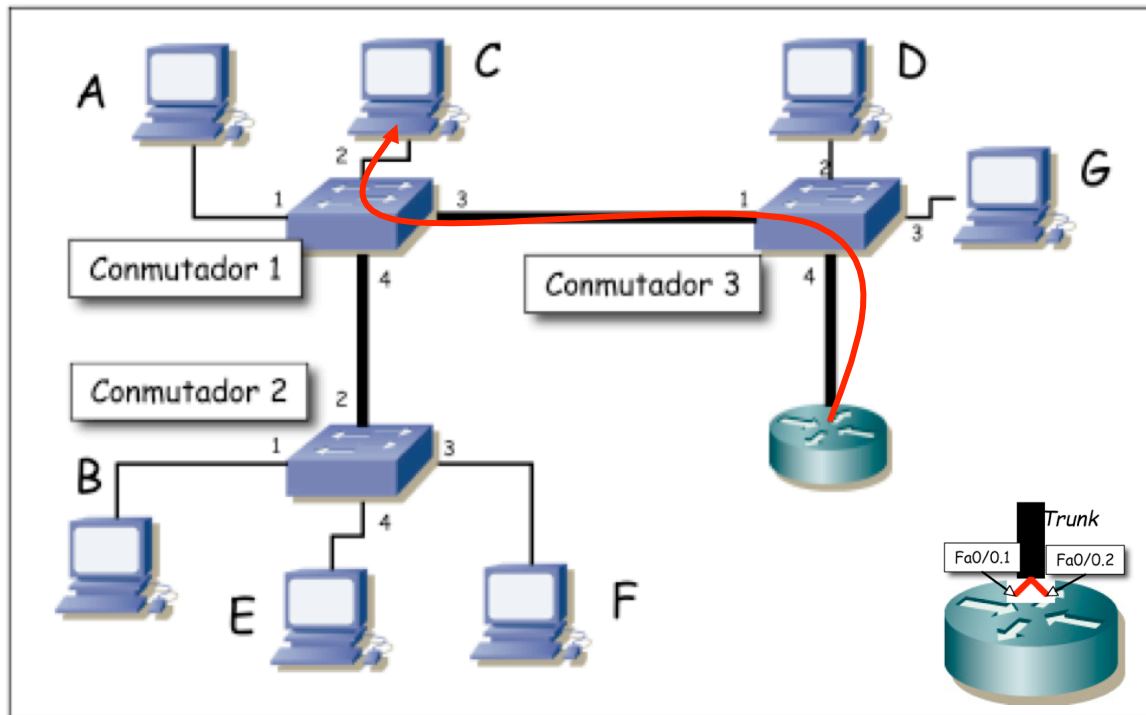 A
C
D
G
2
2
1
3
1
3
Conmutador 1
4
Conmutador 3
4
Conmutador 2
2
1
3
B
4
E
F
Trunk
Fa0/0.1
Fa0/0.2